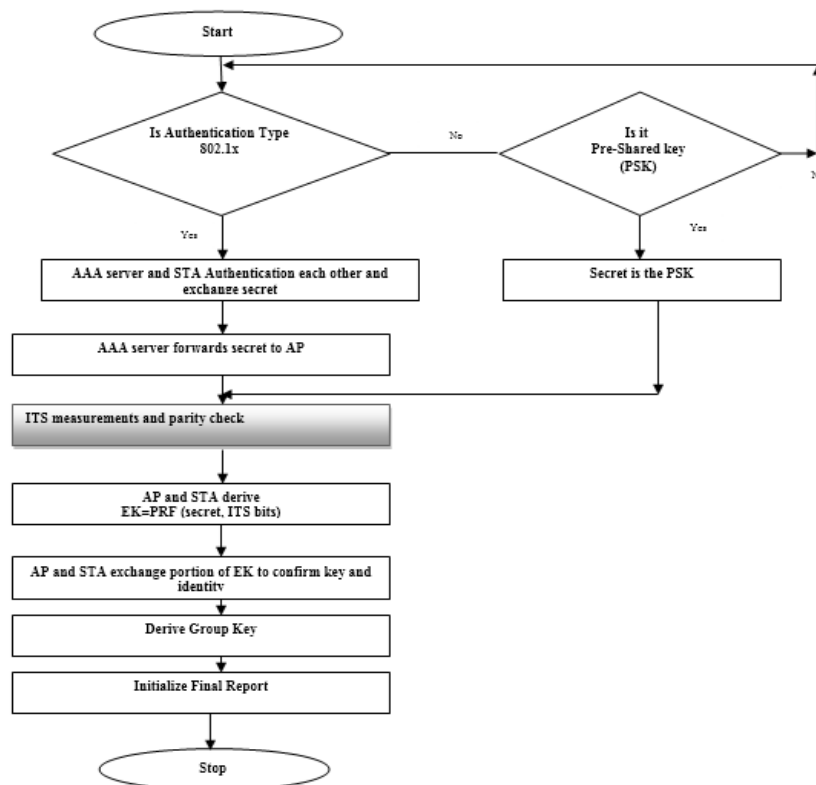 Start
Is Authentication Type
802.1x
No
Is it
Pre-Shared key
(PSK)
Yes
Yes
AAA server and STA Authentication each other and
exchange secret
Secret is the PSK
AAA server forwards secret to AP
ITS measurements and parity check
AP and STA derive
EK=PRF (secret, ITS bits)
AP and STA exchange portion of EK to confirm key and
identity
Derive Group Key
Initialize Final Report
Stop